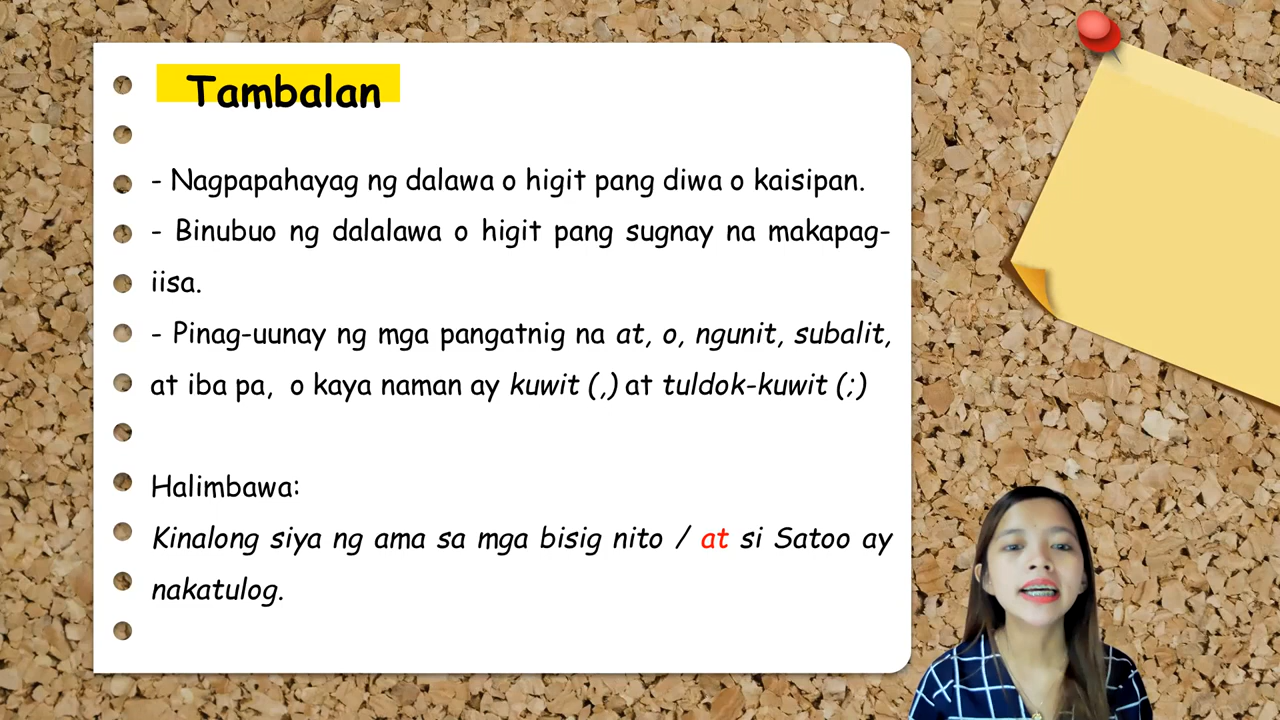 Tambalan
- Nagpapahayag ng dalawa o higit pang diwa o kaisipan.
- Binubuo ng dalalawa o higit pang sugnay na makapag-
iisa.
- Pinag-uunay ng mga pangatnig na at, o, ngunit, subalit,
at iba pa, o kaya naman ay kuwit (,) at tuldok-kuwit (;)
Halimbawa:
Kinalong siya ng ama sa mga bisig nito / at si Satoo ay
nakatulog.